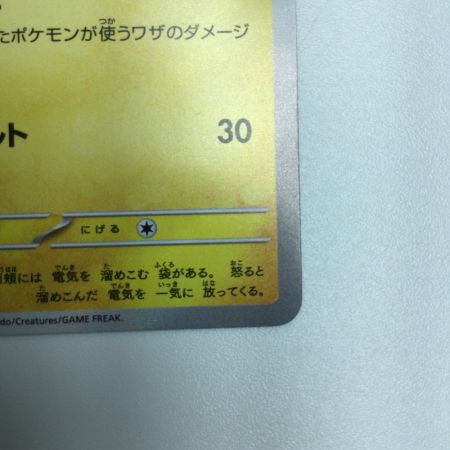 たポケモンが使うワザのダメージ
ット 30
にげる
頬には 電気を 溜めこむ 袋がある。 怒ると
溜めこんだ 電気を 一気に 放ってくる。
do/Creatures/GAME FREAK.